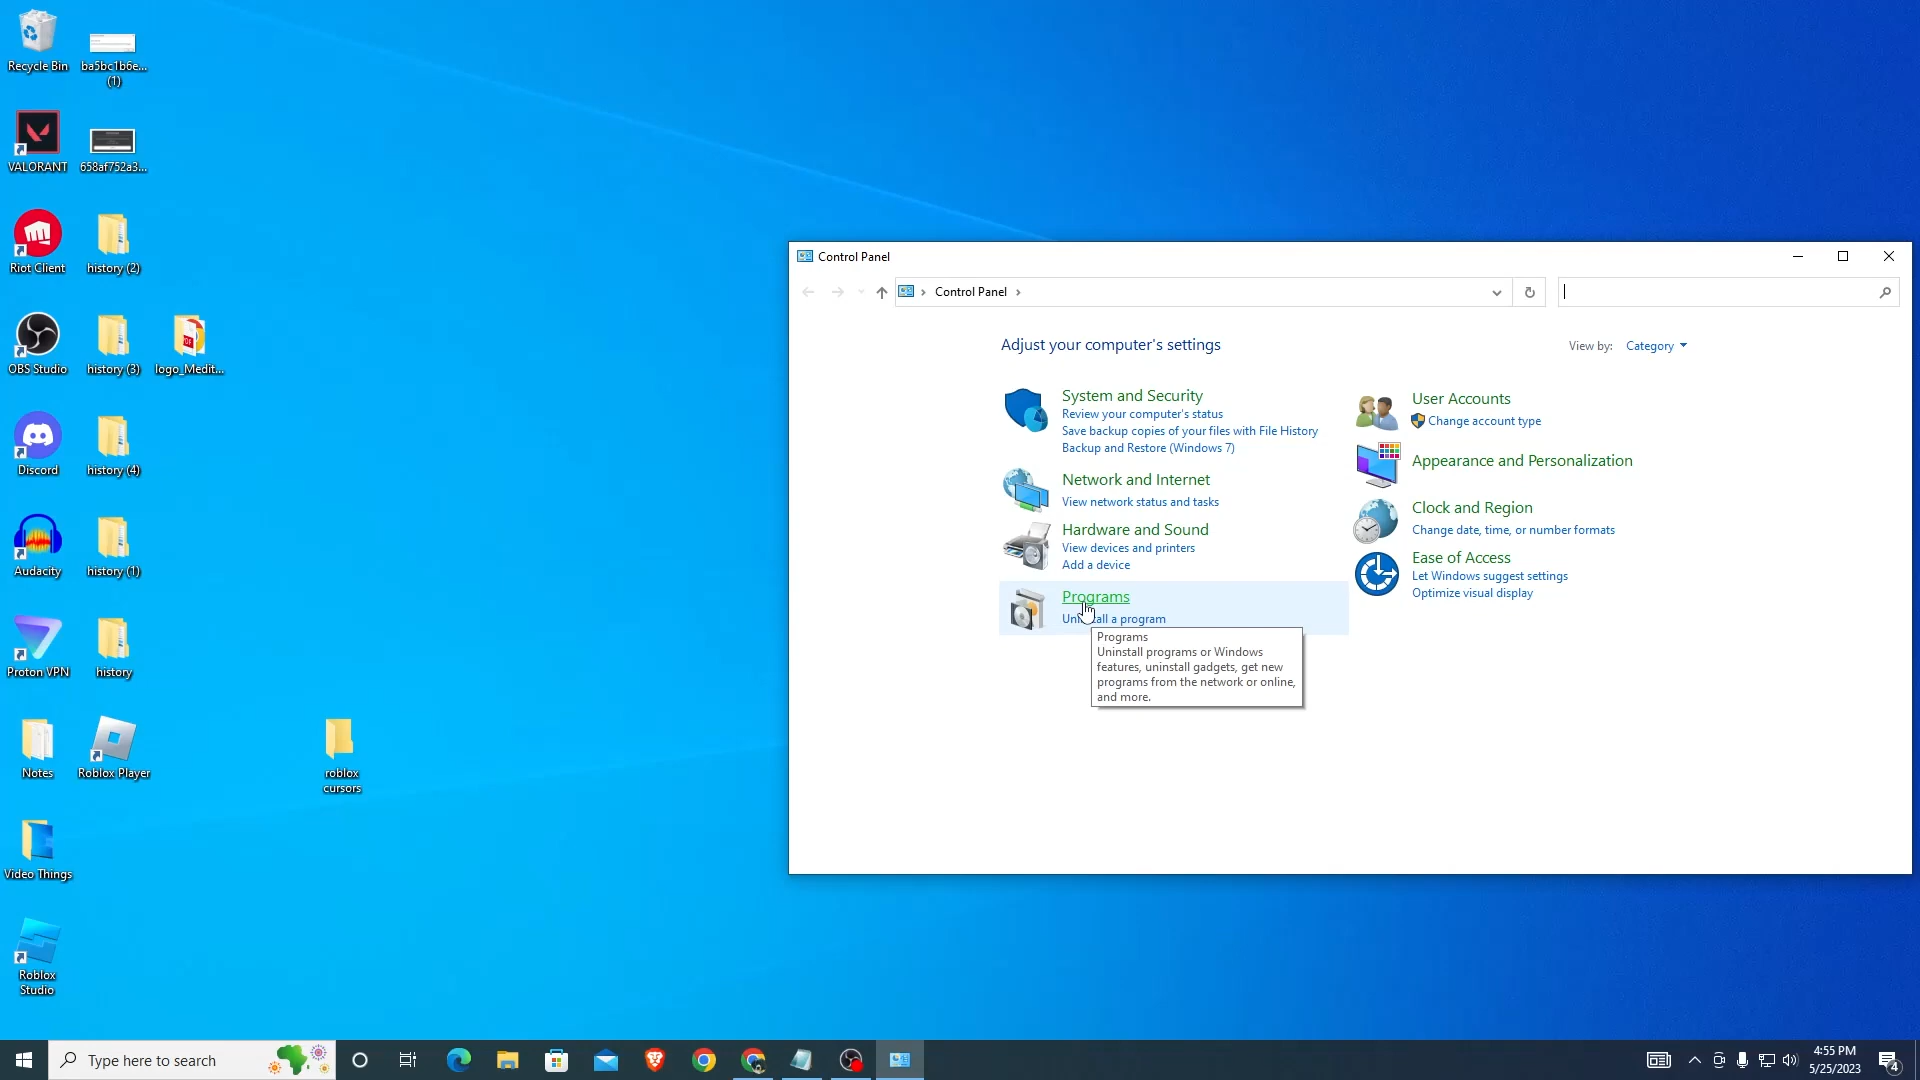 Recycle Bin
ba5bc1b6e...
(1)
VALORANT
658af752a3...
Riot Client
history (2)
OBS Studio
history (3)
logo_Medit...
PDF
Discord
history (4)
Audacity
history (1)
Proton VPN
history
Notes
Roblox Player
roblox
cursors
Video Things
Roblox
Studio
Control Panel
Control Panel
Adjust your computer's settings
View by:
Category
System and Security
Review your computer's status
Save backup copies of your files with File History
Backup and Restore (Windows 7)
Network and Internet
View network status and tasks
Hardware and Sound
View devices and printers
Add a device
Programs
Uninstall a program
Programs
Uninstall programs or Windows
features, uninstall gadgets, get new
programs from the network or online,
and more.
User Accounts
Change account type
Appearance and Personalization
Clock and Region
Change date, time, or number formats
Ease of Access
Let Windows suggest settings
Optimize visual display
Type here to search
4:55 PM
5/25/2023
4